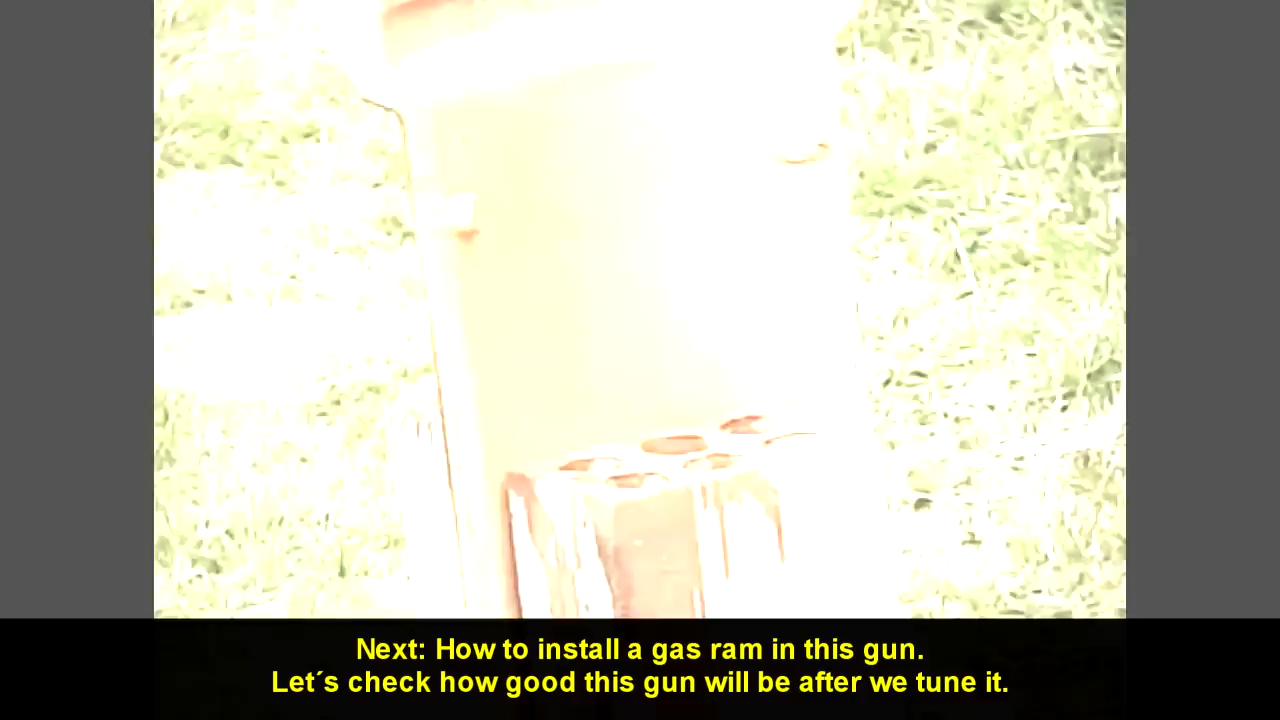 Next: How to install a gas ram in this gun.
Let´s check how good this gun will be after we tune it.